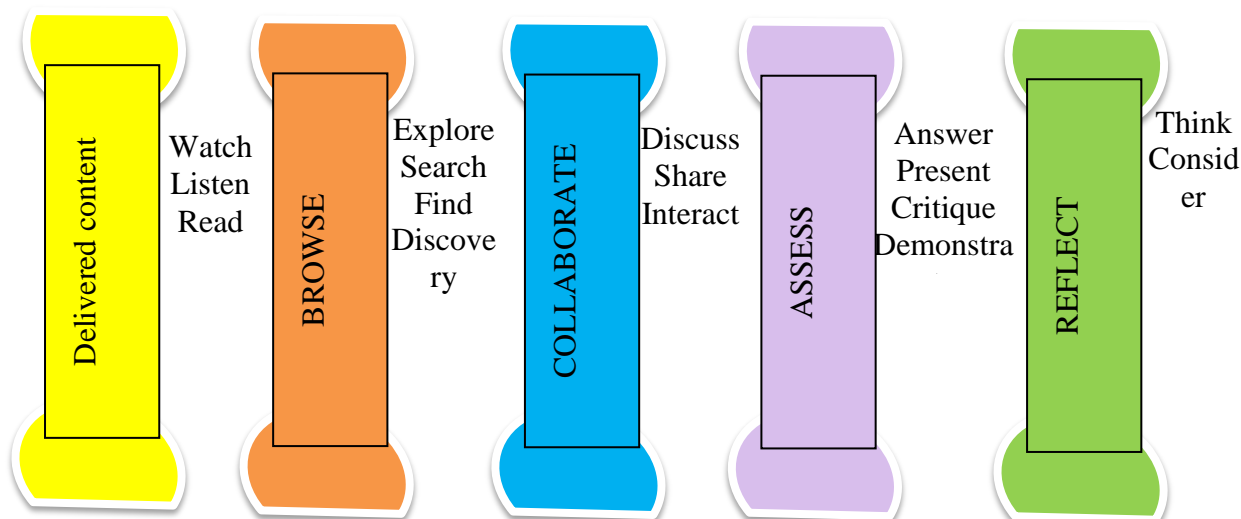 Delivered content
Watch
Listen
Read
BROWSE
Explore
Search
Find
Discove
ry
COLLABORATE
Discuss
Share
Interact
ASSESS
Answer
Present
Critique
Demonstra
REFLECT
Think
Consid
er